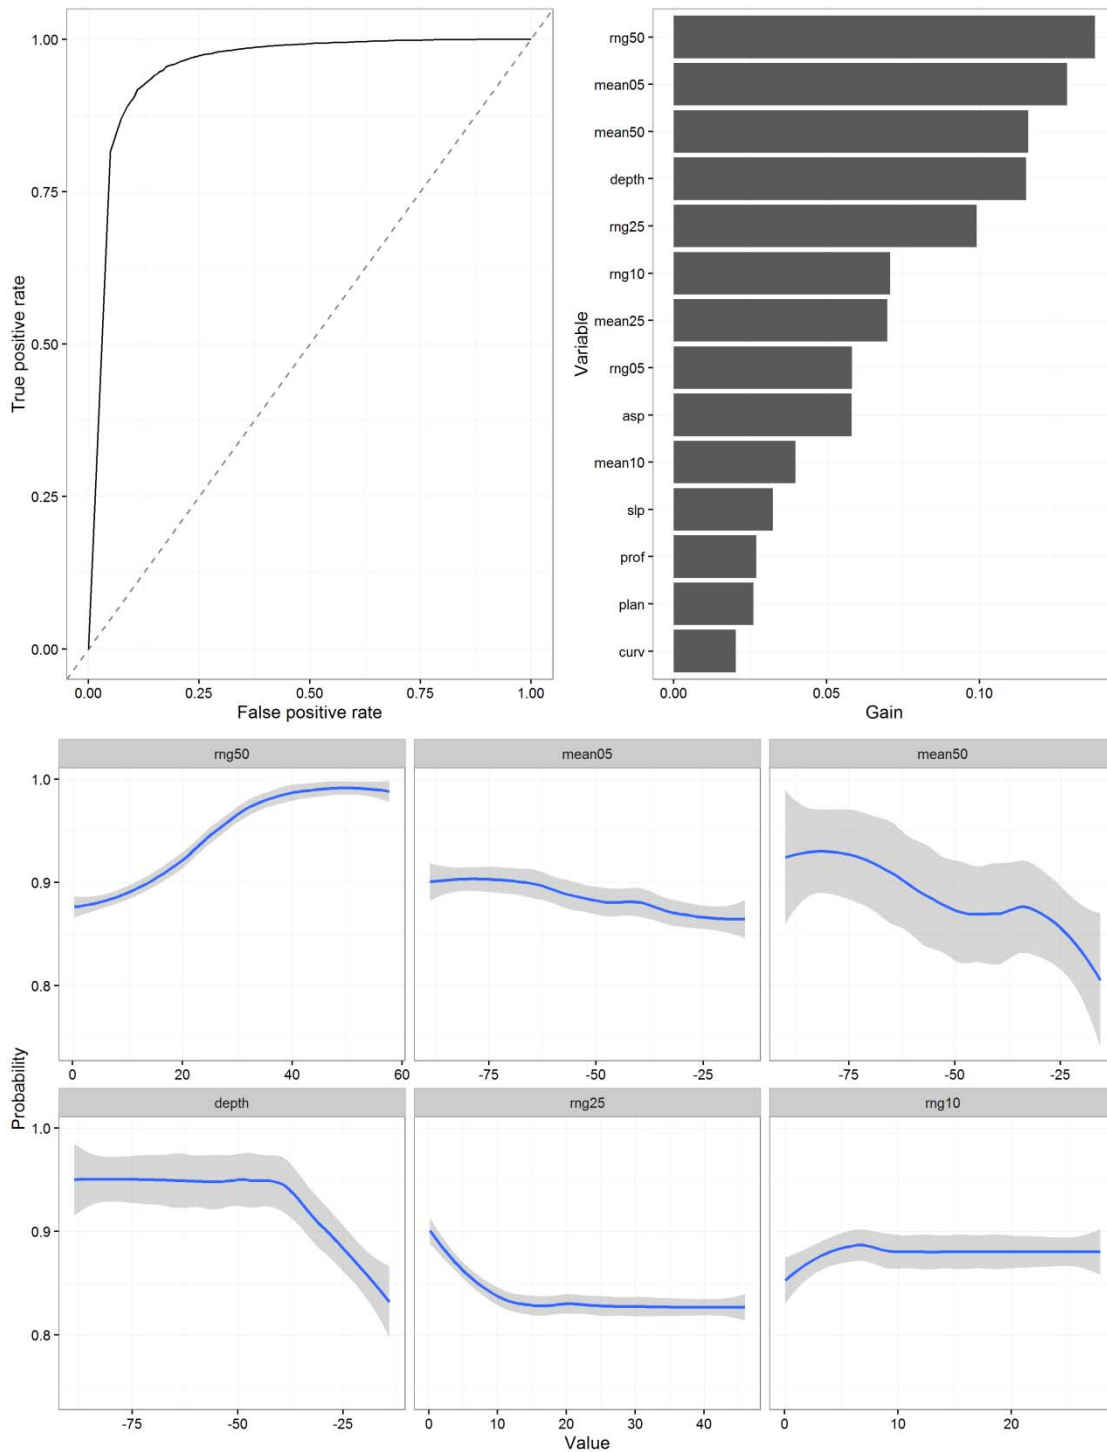 1.00
0.75
0.50
0.25
0.00
True positive rate
0.00 0.25 0.50 0.75 1.00
False positive rate
Variable
rng50
mean05
mean50
depth
rng25
rng10
mean25
rng05
asp
mean10
slp
prof
plan
curv
0.00 0.05 0.10
Gain
Probability
rng50
mean05
mean50
1.0
0.9
0.8
0 20 40 60
-75 -50 -25
-75 -50 -25
depth
rng25
rng10
1.0
0.9
0.8
-75 -50 -25
0 10 20 30 40
0 10 20
Value